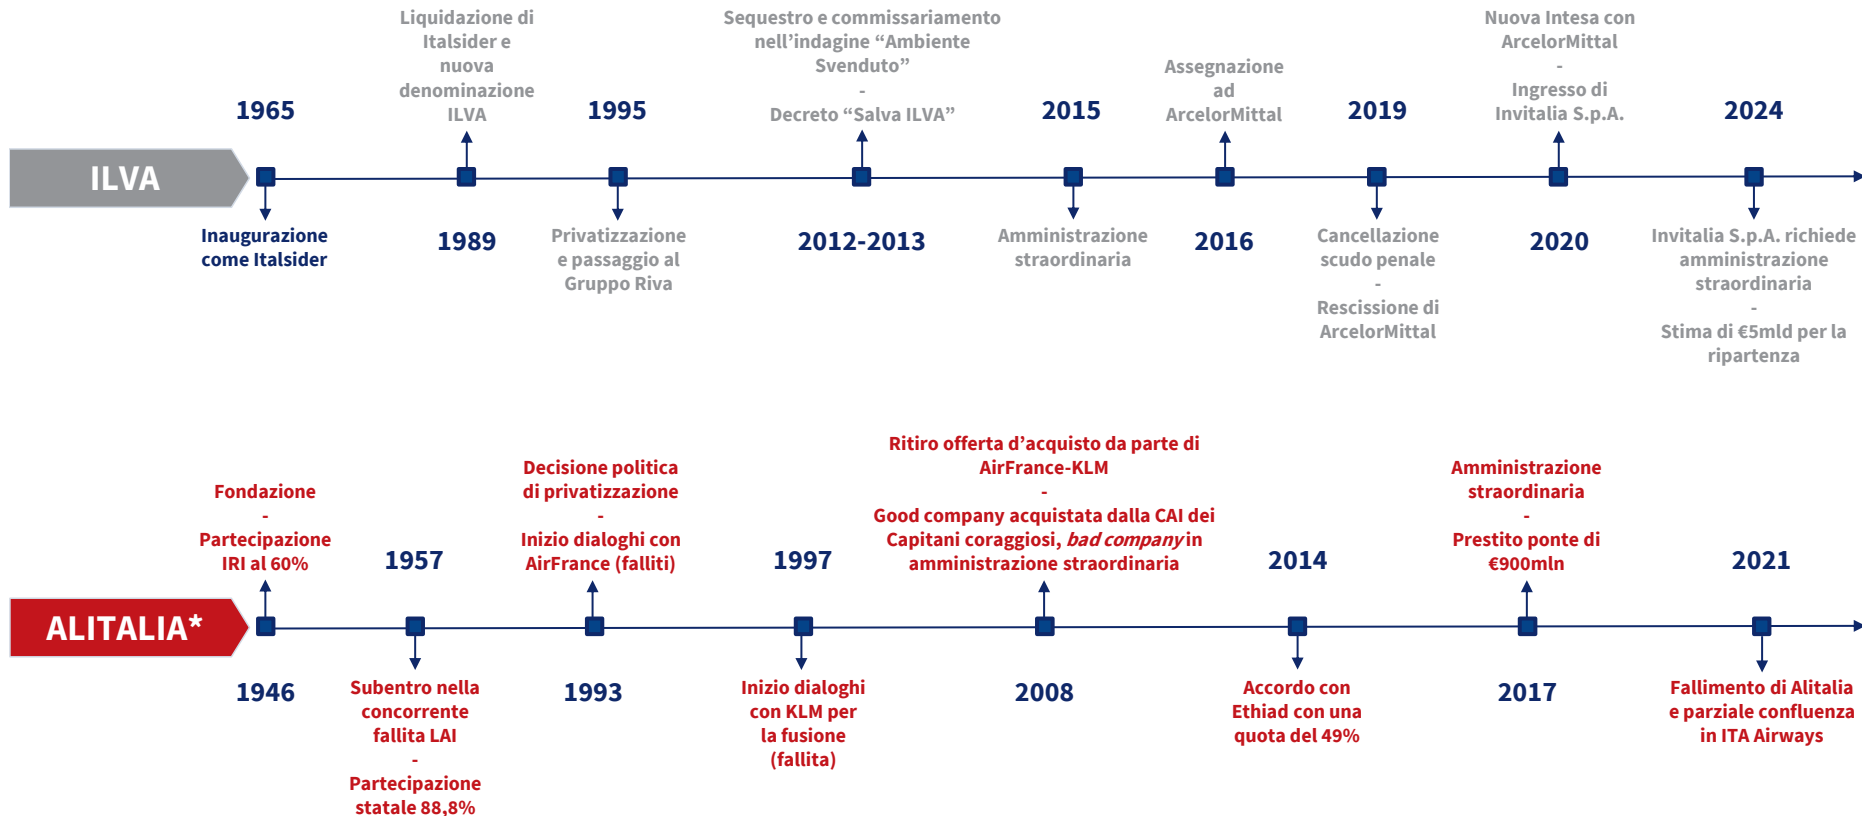 ILVA
1965
Inaugurazione
come Italsider
Liquidazione di
Italsider e
nuova
denominazione
ILVA
1989
1995
Privatizzazione
e passaggio al
Gruppo Riva
Sequestro e commissariamento
nell’indagine “Ambiente
Svenduto”
-
Decreto “Salva ILVA”
2012-2013
2015
Amministrazione
straordinaria
Assegnazione
ad
ArcelorMittal
2016
2019
Cancellazione
scudo penale
-
Rescissione di
ArcelorMittal
Nuova Intesa con
ArcelorMittal
-
Ingresso di
Invitalia S.p.A.
2020
2024
Invitalia S.p.A. richiede
amministrazione
straordinaria
-
Stima di €5mld per la
ripartenza
ALITALIA*
Fondazione
-
Partecipazione
IRI al 60%
1946
1957
Subentro nella
concorrente
fallita LAI
-
Partecipazione
statale 88,8%
Decisione politica
di privatizzazione
-
Inizio dialoghi con
AirFrance (falliti)
1993
1997
Inizio dialoghi
con KLM per
la fusione
(fallita)
Ritiro offerta d’acquisto da parte di
AirFrance-KLM
-
Good company acquistata dalla CAI dei
Capitani coraggiosi, bad company in
amministrazione straordinaria
2008
2014
Accordo con
Ethiad con una
quota del 49%
Amministrazione
straordinaria
-
Prestito ponte di
€900mln
2017
2021
Fallimento di Alitalia
e parziale confluenza
in ITA Airways